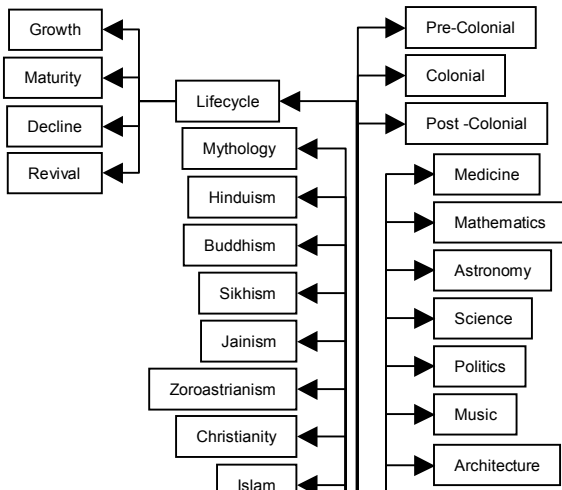 Growth
Maturity
Decline
Revival
Lifecycle
Mythology
Hinduism
Buddhism
Sikhism
Jainism
Zoroastrianism
Christianity
Islam
Pre-Colonial
Colonial
Post -Colonial
Medicine
Mathematics
Astronomy
Science
Politics
Music
Architecture